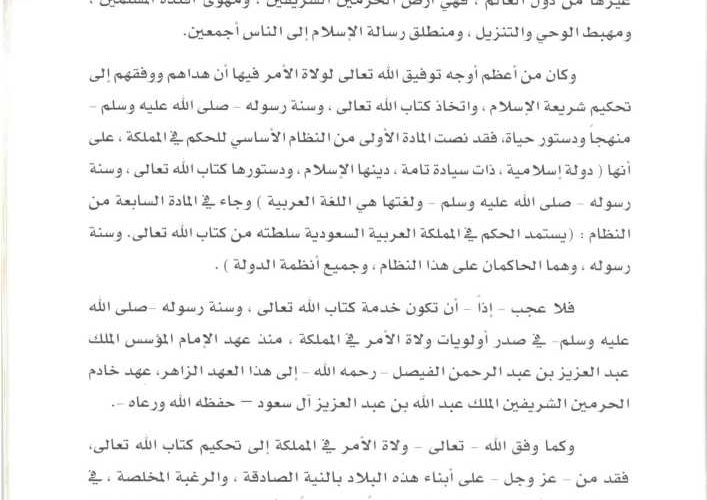 غيرها من دول العالم ، فهي أرض الحرمين الشريفين ، ومهوى أفئدة المسلمين ،
ومهبط الوحي والتنزيل ، ومنطلق رسالة الإسلام إلى الناس أجمعين.
وكان من أعظم أوجه توفيق الله تعالى لولاة الأمر فيها أن هداهم ووفقهم إلى
تحكيم شريعة الإسلام ، واتخاذ كتاب الله تعالى ، وسنة رسوله - صلى الله عليه وسلم -
منهجاً ودستور حياة، فقد نصت المادة الأولى من النظام الأساسي للحكم في المملكة ، على
أنها ( دولة إسلامية ، ذات سيادة تامة ، دينها الإسلام ، ودستورها كتاب الله تعالى ، وسنة
رسوله - صلى الله عليه وسلم - ولغتها هي اللغة العربية ) وجاء في المادة السابعة من
النظام : (يستمد الحكم في المملكة العربية السعودية سلطته من كتاب الله تعالى. وسنة
رسوله ، وهما الحاكمان على هذا النظام ، وجميع أنظمة الدولة ) .
فلا عجب - إذاً - أن تكون خدمة كتاب الله تعالى ، وسنة رسوله -صلى الله
عليه وسلم- في صدر أولويات ولاة الأمر في المملكة ، منذ عهد الإمام المؤسس الملك
عبد العزيز بن عبد الرحمن الفيصل - رحمه الله - إلى هذا العهد الزاهر، عهد خادم
الحرمين الشريفين الملك عبد الله بن عبد العزيز آل سعود – حفظه الله ورعاه -.
وكما وفق الله - تعالى - ولاة الأمر في المملكة إلى تحكيم كتاب الله تعالى،
فقد من - عز وجل - على أبناء هذه البلاد بالنية الصادقة ، والرغبة المخلصة ، في